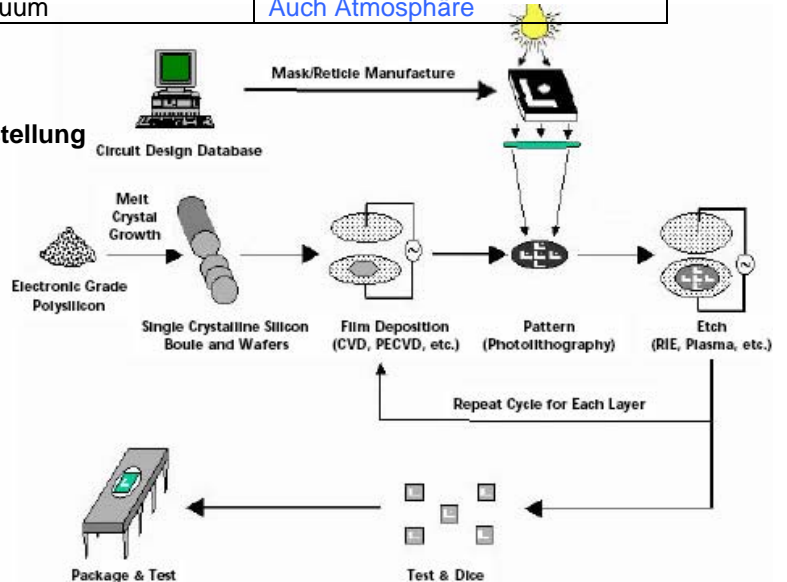 Auch Atmosphäre
Mask/Reticle Manufacture
Circuit Design Database
Melt
Crystal
Growth
Electronic Grade
Polysilicon
Single Crystalline Silicon
Boule and Wafers
Film Deposition
(CVD, PECVD, etc.)
Pattern
(Photolithography)
Etch
(RIE, Plasma, etc.)
Repeat Cycle for Each Layer
Package & Test
Test & Dice